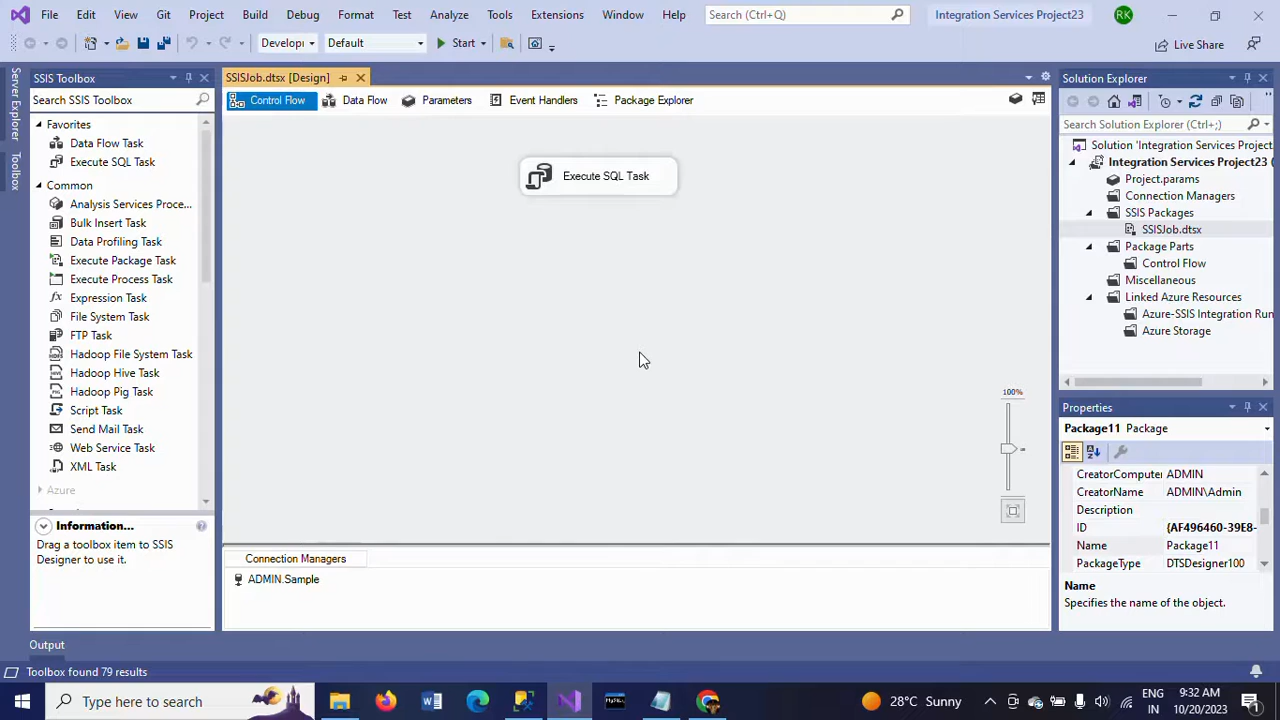 File Edit View Git Project Build Debug Format Test Analyze Tools Extensions Window Help Search (Ctrl+Q) Integration Services Project23 RK
Developi Default Start Live Share
Server Explorer
Toolbox
SSIS Toolbox
Search SSIS Toolbox
Favorites
Data Flow Task
Execute SQL Task
Common
Analysis Services Proce...
Bulk Insert Task
Data Profiling Task
Execute Package Task
Execute Process Task
Expression Task
File System Task
FTP Task
Hadoop File System Task
Hadoop Hive Task
Hadoop Pig Task
Script Task
Send Mail Task
Web Service Task
XML Task
Azure
Information...
Drag a toolbox item to SSIS
Designer to use it.
SSISJob.dtsx [Design]
Control Flow Data Flow Parameters Event Handlers Package Explorer
Execute SQL Task
100%
Connection Managers
ADMIN.Sample
Solution Explorer
Search Solution Explorer (Ctrl+;)
Solution 'Integration Services Project
Integration Services Project23 (
Project.params
Connection Managers
SSIS Packages
SSISJob.dtsx
Package Parts
Control Flow
Miscellaneous
Linked Azure Resources
Azure-SSIS Integration Run
Azure Storage
Properties
Package11 Package
CreatorComputer ADMIN
CreatorName ADMIN\Admin
Description
ID {AF496460-39E8-
Name Package11
PackageType DTSDesigner100
Name
Specifies the name of the object.
Output
Toolbox found 79 results
Type here to search 28°C Sunny ENG IN 9:32 AM 10/20/2023